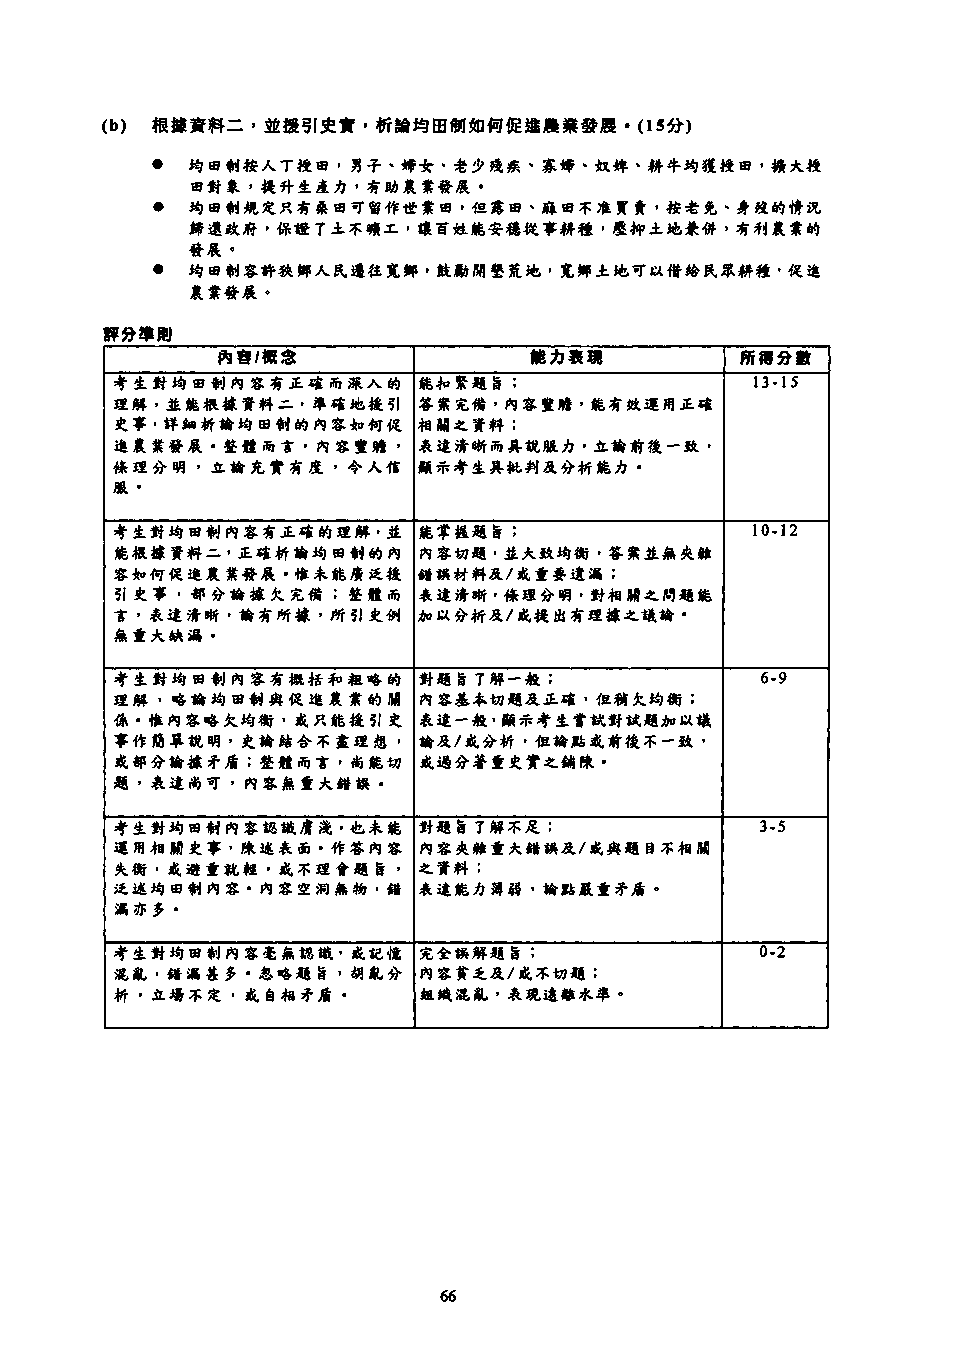 (b) 根據資料二，並援引史實，析論均田制如何促進農業發展。(15分)
● 均田制按人丁授田，男子、婦女、老少殘疾、寡婦、奴婢、耕牛均獲授田，擴大授
田對象，提升生產力，有助農業發展。
● 均田制規定只有桑田可留作世業田，但露田、麻田不准買賣，按老免、身歿的情況
歸還政府，保證了土不曠工，讓百姓能安穩從事耕種，壓抑土地兼併，有利農業的
發展。
● 均田制容許狹鄉人民遷往寬鄉，鼓勵開墾荒地，寬鄉土地可以借給民眾耕種，促進
農業發展。
評分準則
內容/概念 能力表現 所得分數
考生對均田制內容有正確而深入的
理解，並能根據資料二，準確地援引
史事，詳細析論均田制的內容如何促
進農業發展。整體而言，內容豐贍，
條理分明，立論充實有度，令人信
服。
能扣緊題旨；
答案完備，內容豐贍，能有效運用正確
相關之資料；
表達清晰而具說服力，立論前後一致，
顯示考生具批判及分析能力。
13-15
考生對均田制內容有正確的理解，並
能根據資料二，正確析論均田制的內
容如何促進農業發展。惟未能廣泛援
引史事，部分論據欠完備；整體而
言，表達清晰，論有所據，所引史例
無重大缺漏。
能掌握題旨；
內容切題，並大致均衡，答案並無夾雜
錯誤材料及/或重要遺漏；
表達清晰，條理分明，對相關之問題能
加以分析及/或提出有理據之議論。
10-12
考生對均田制內容有概括和粗略的
理解，略論均田制與促進農業的關
係。惟內容略欠均衡，或只能援引史
事作簡單說明，史論結合不盡理想，
或部分論據矛盾；整體而言，尚能切
題，表達尚可，內容無重大錯誤。
對題旨了解一般；
內容基本切題及正確，但稍欠均衡；
表達一般，顯示考生嘗試對試題加以議
論及/或分析，但論點或前後不一致，
或過分著重史實之鋪陳。
6-9
考生對均田制內容認識膚淺，也未能
運用相關史事，陳述表面。作答內容
失衡，或避重就輕，或不理會題旨，
泛述均田制內容。內容空洞無物，錯
漏亦多。
對題旨了解不足；
內容夾雜重大錯誤及/或與題目不相關
之資料；
表達能力薄弱，論點嚴重矛盾。
3-5
考生對均田制內容毫無認識，或記憶
混亂，錯漏甚多。忽略題旨，胡亂分
析，立場不定，或自相矛盾。
完全誤解題旨；
內容貧乏及/或不切題；
組織混亂，表現遠離水準。
0-2
66